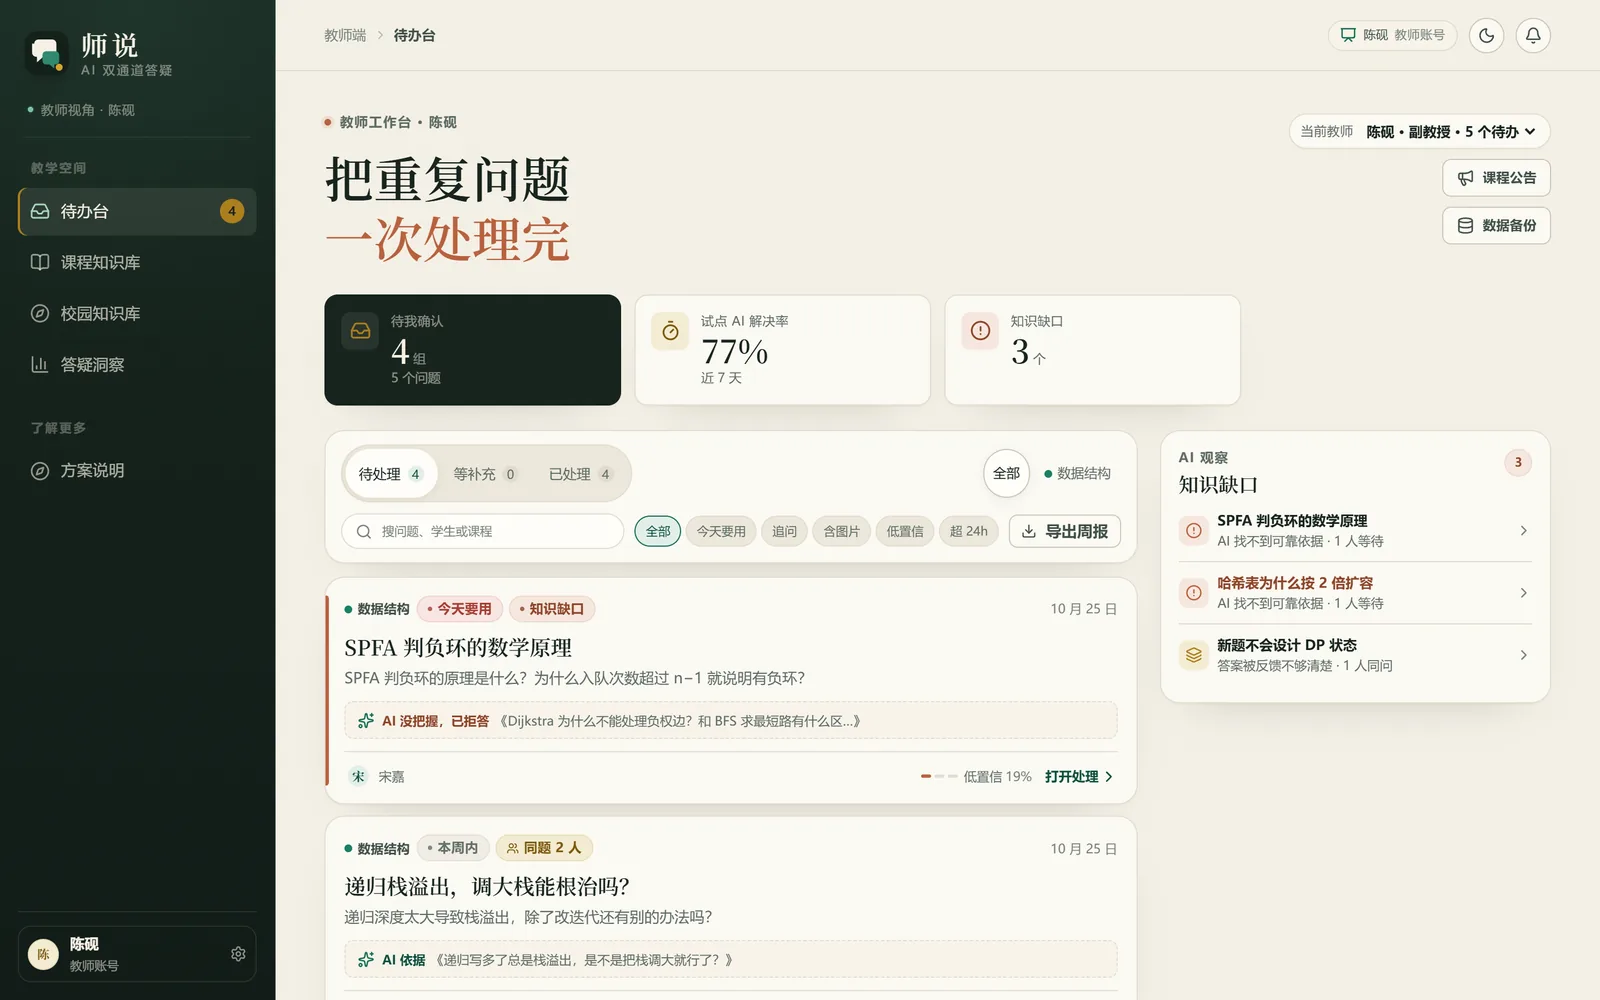 师说
AI 双通道答疑
教师视角 · 陈砚
教学空间
待办台 4
课程知识库
校园知识库
答疑洞察
了解更多
方案说明
陈
陈砚
教师账号
教师端 > 待办台
陈砚 教师账号
教师工作台 • 陈砚
把重复问题
一次处理完
当前教师 陈砚 • 副教授 • 5 个待办
课程公告
数据备份
待我确认
4 组
5 个问题
试点 AI 解决率
77%
近 7 天
知识缺口
3 个
待处理 4 等补充 0 已处理 4
全部 数据结构
搜问题、学生或课程
全部 今天要用 追问 含图片 低置信 超 24h 导出周报
数据结构 今天要用 知识缺口 10 月 25 日
SPFA 判负环的数学原理
SPFA 判负环的原理是什么？为什么入队次数超过 n−1 就说明有负环？
AI 没把握，已拒答 《Dijkstra 为什么不能处理负权边？和 BFS 求最短路有什么区...》
宋 宋嘉 低置信 19% 打开处理
数据结构 本周内 同题 2 人 10 月 25 日
递归栈溢出，调大栈能根治吗？
递归深度太大导致栈溢出，除了改迭代还有别的办法吗？
AI 依据 《递归写多了总是栈溢出，是不是把栈调大就行了？》
AI 观察
知识缺口
3
SPFA 判负环的数学原理
AI 找不到可靠依据 · 1 人等待
哈希表为什么按 2 倍扩容
AI 找不到可靠依据 · 1 人等待
新题不会设计 DP 状态
答案被反馈不够清楚 · 1 人同问